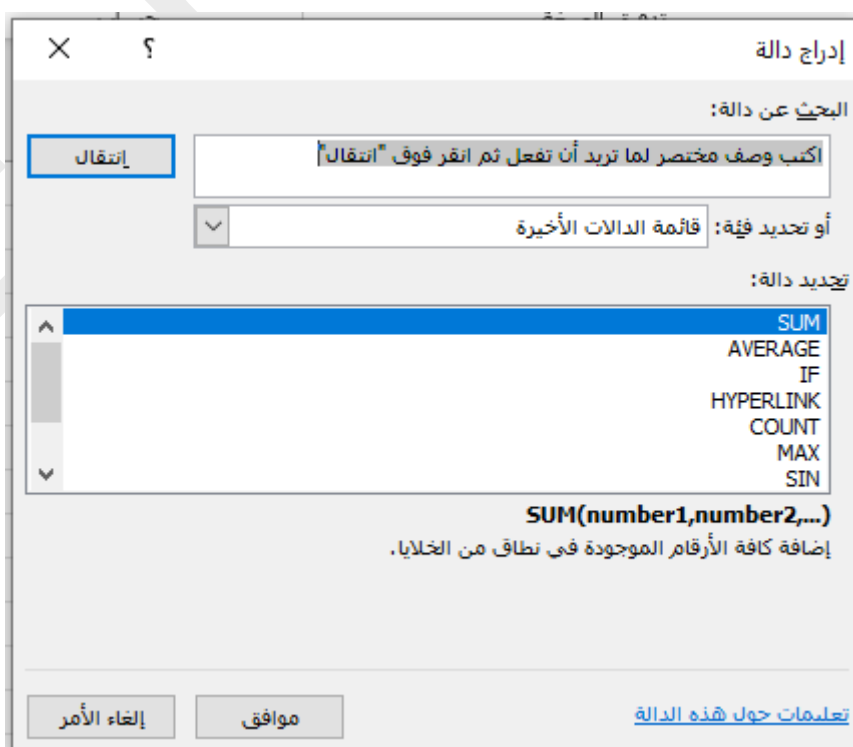 إدراج دالة
؟
البحث عن دالة:
اكتب وصف مختصر لما تريد أن تفعل ثم انقر فوق "انتقال"
إنتقال
أو تحديد فئة: قائمة الدالات الأخيرة
تحديد دالة:
SUM
AVERAGE
IF
HYPERLINK
COUNT
MAX
SIN
SUM(number1,number2,...)
إضافة كافة الأرقام الموجودة في نطاق من الخلايا.
تعليمات حول هذه الدالة
موافق
إلغاء الأمر